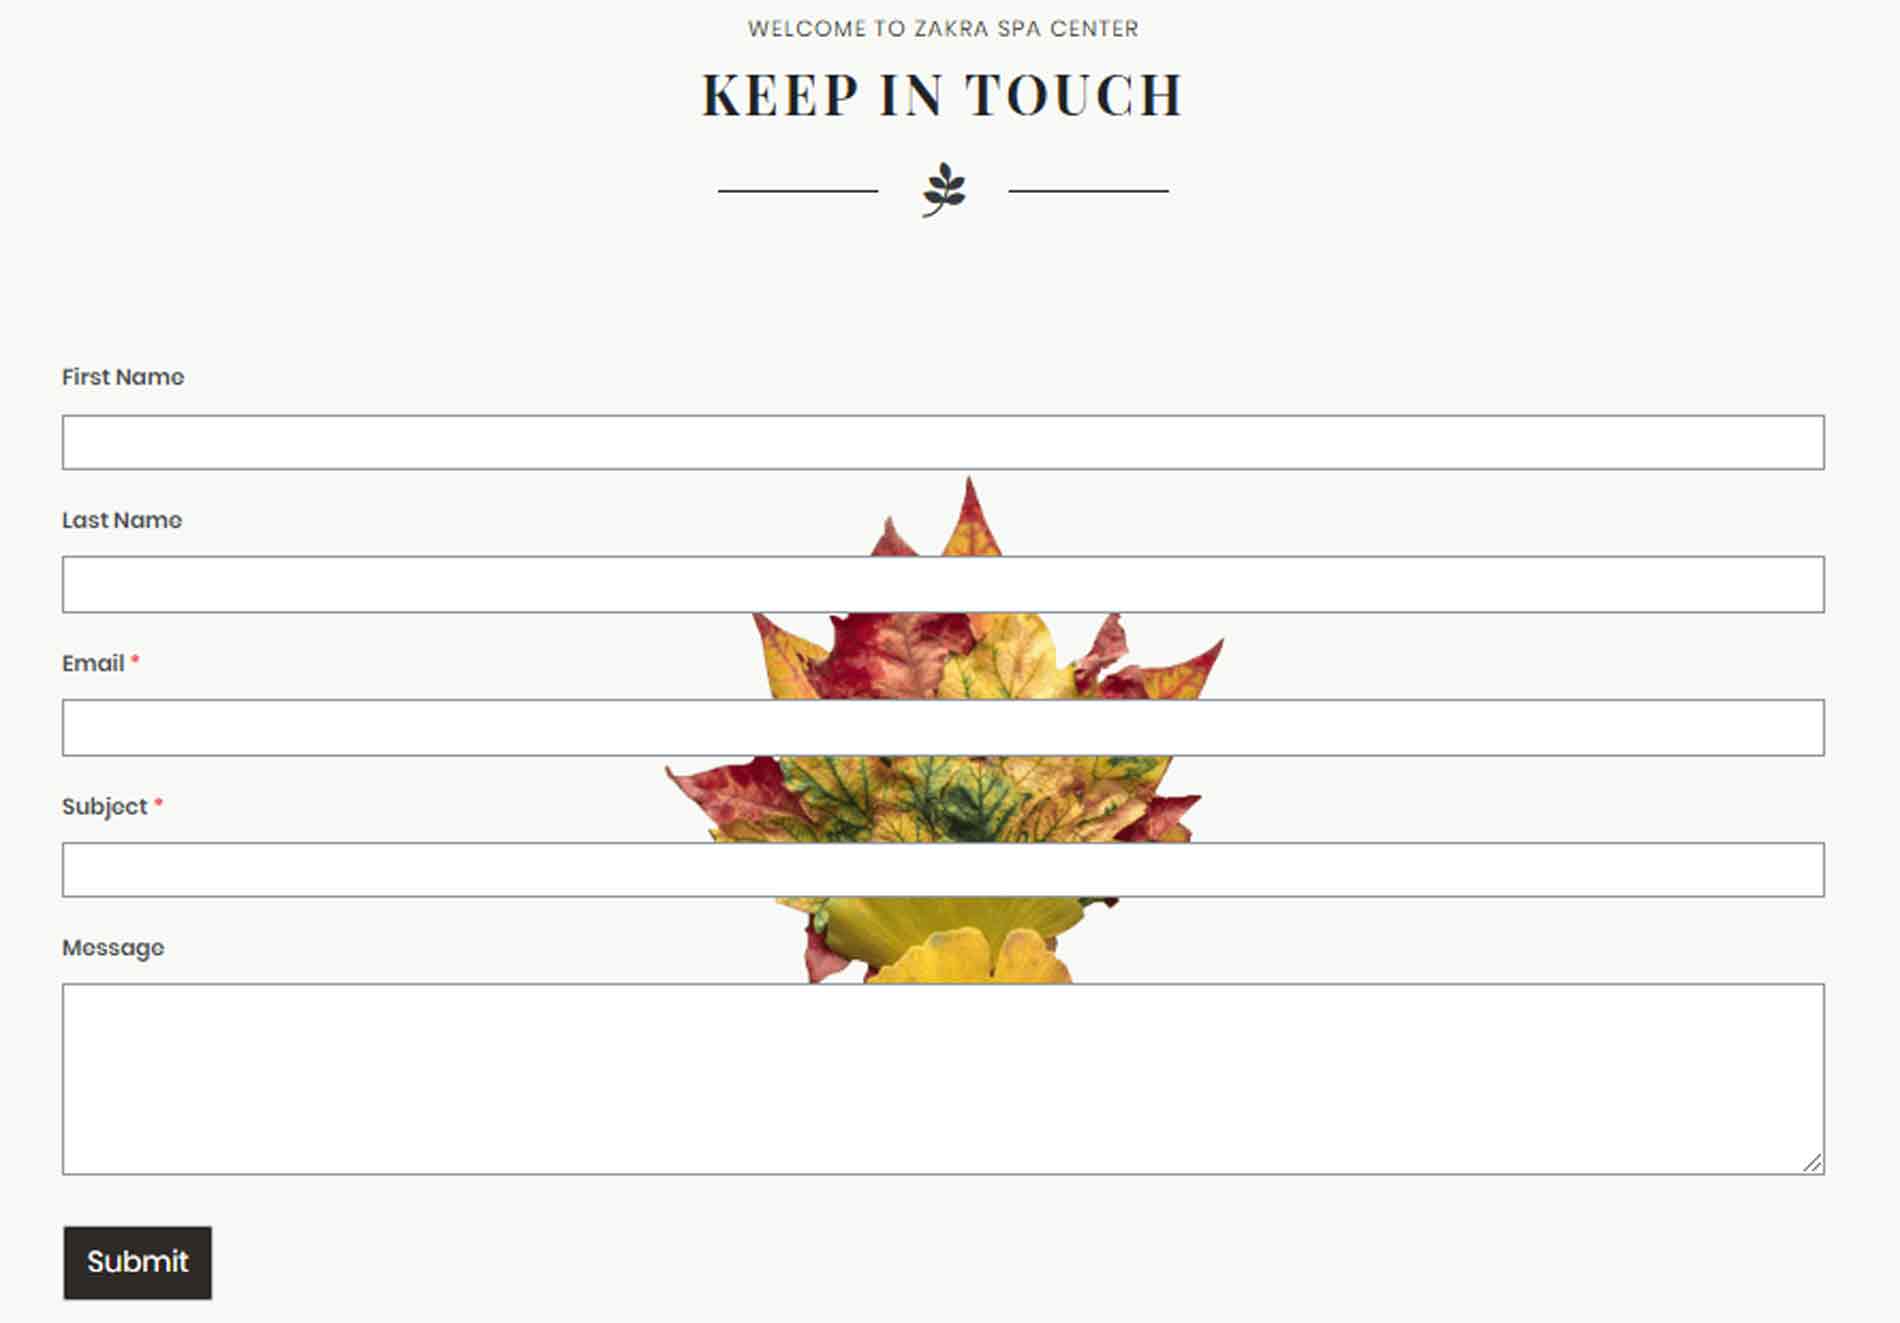 WELCOME TO ZAKRA SPA CENTER
KEEP IN TOUCH
First Name
Last Name
Email *
Subject *
Message
Submit